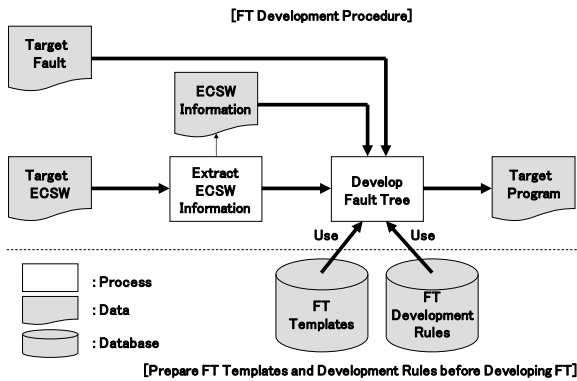 [FT Development Procedure]
Target
Fault
ECSW
Information
Target
ECSW
Extract
ECSW
Information
Develop
Fault Tree
Target
Program
Use
Use
: Process
: Data
: Database
FT
Templates
FT
Development
Rules
[Prepare FT Templates and Development Rules before Developing FT]